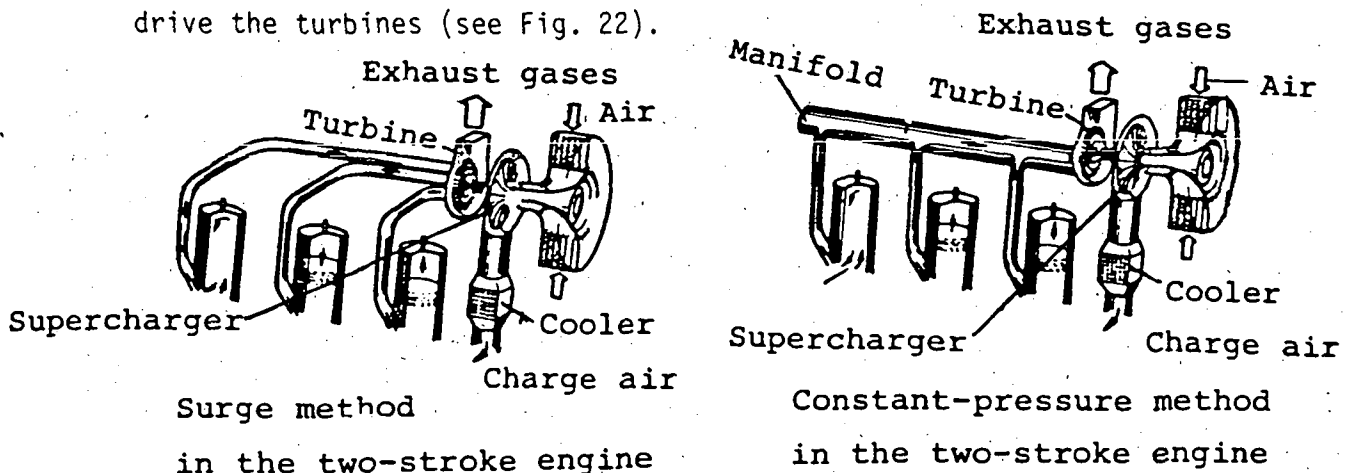 drive the turbines (see Fig. 22).
Exhaust gases
Turbine
Air
Supercharger
Cooler
Charge air
Surge method
in the two-stroke engine
Exhaust gases
Manifold
Turbine
Air
Cooler
Supercharger
Charge air
Constant-pressure method
in the two-stroke engine